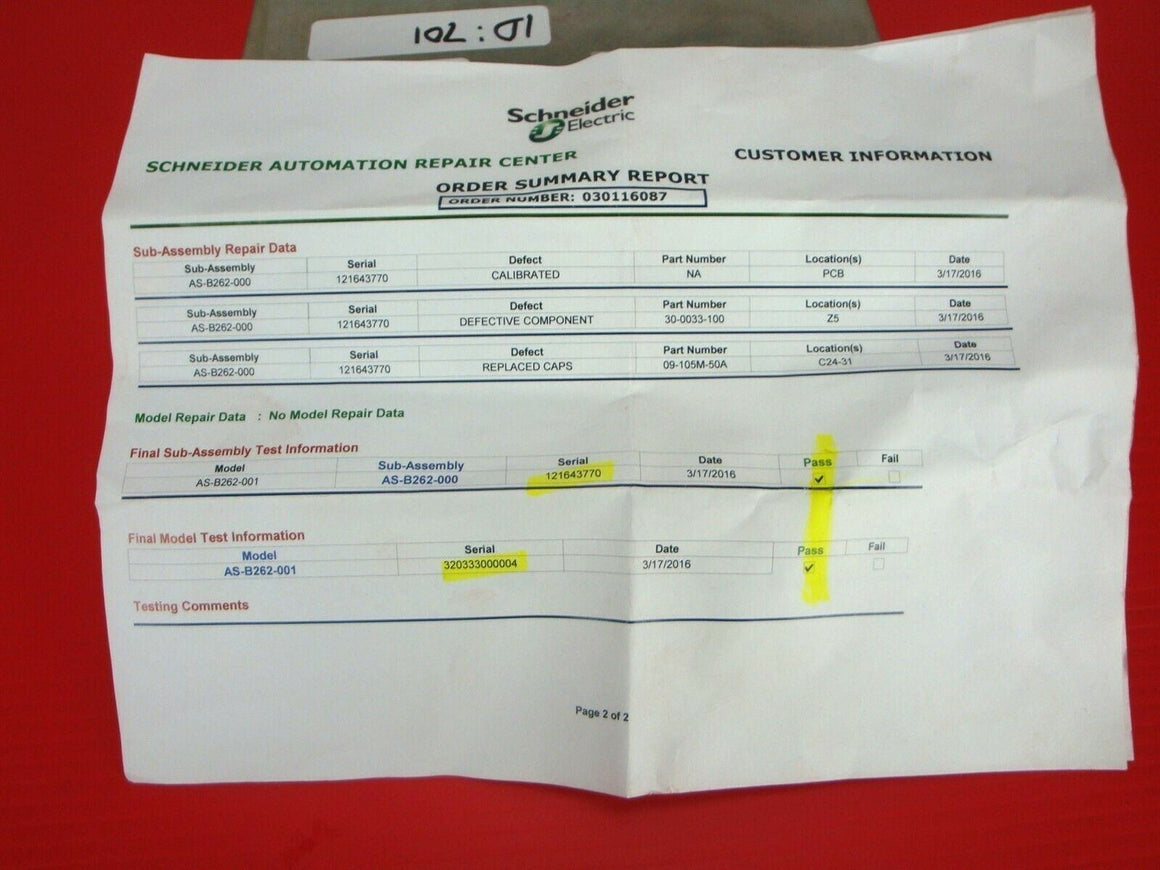 Schneider
Electric
SCHNEIDER AUTOMATION REPAIR CENTER
CUSTOMER INFORMATION
ORDER SUMMARY REPORT
ORDER NUMBER: 030116087
Sub-Assembly Repair Data
Sub-Assembly Serial Defect Part Number Location(s) Date
AS-B262-000 121643770 CALIBRATED NA PCB 3/17/2016
Sub-Assembly Serial Defect Part Number Location(s) Date
AS-B262-000 121643770 DEFECTIVE COMPONENT 30-0033-100 Z5 3/17/2016
Sub-Assembly Serial Defect Part Number Location(s) Date
AS-B262-000 121643770 REPLACED CAPS 09-105M-50A C24-31 3/17/2016
Model Repair Data : No Model Repair Data
Final Sub-Assembly Test Information
Model Sub-Assembly Serial Date Pass Fail
AS-B262-001 AS-B262-000 121643770 3/17/2016
Final Model Test Information
Model Serial Date Pass Fail
AS-B262-001 320333000004 3/17/2016
Testing Comments
Page 2 of 2